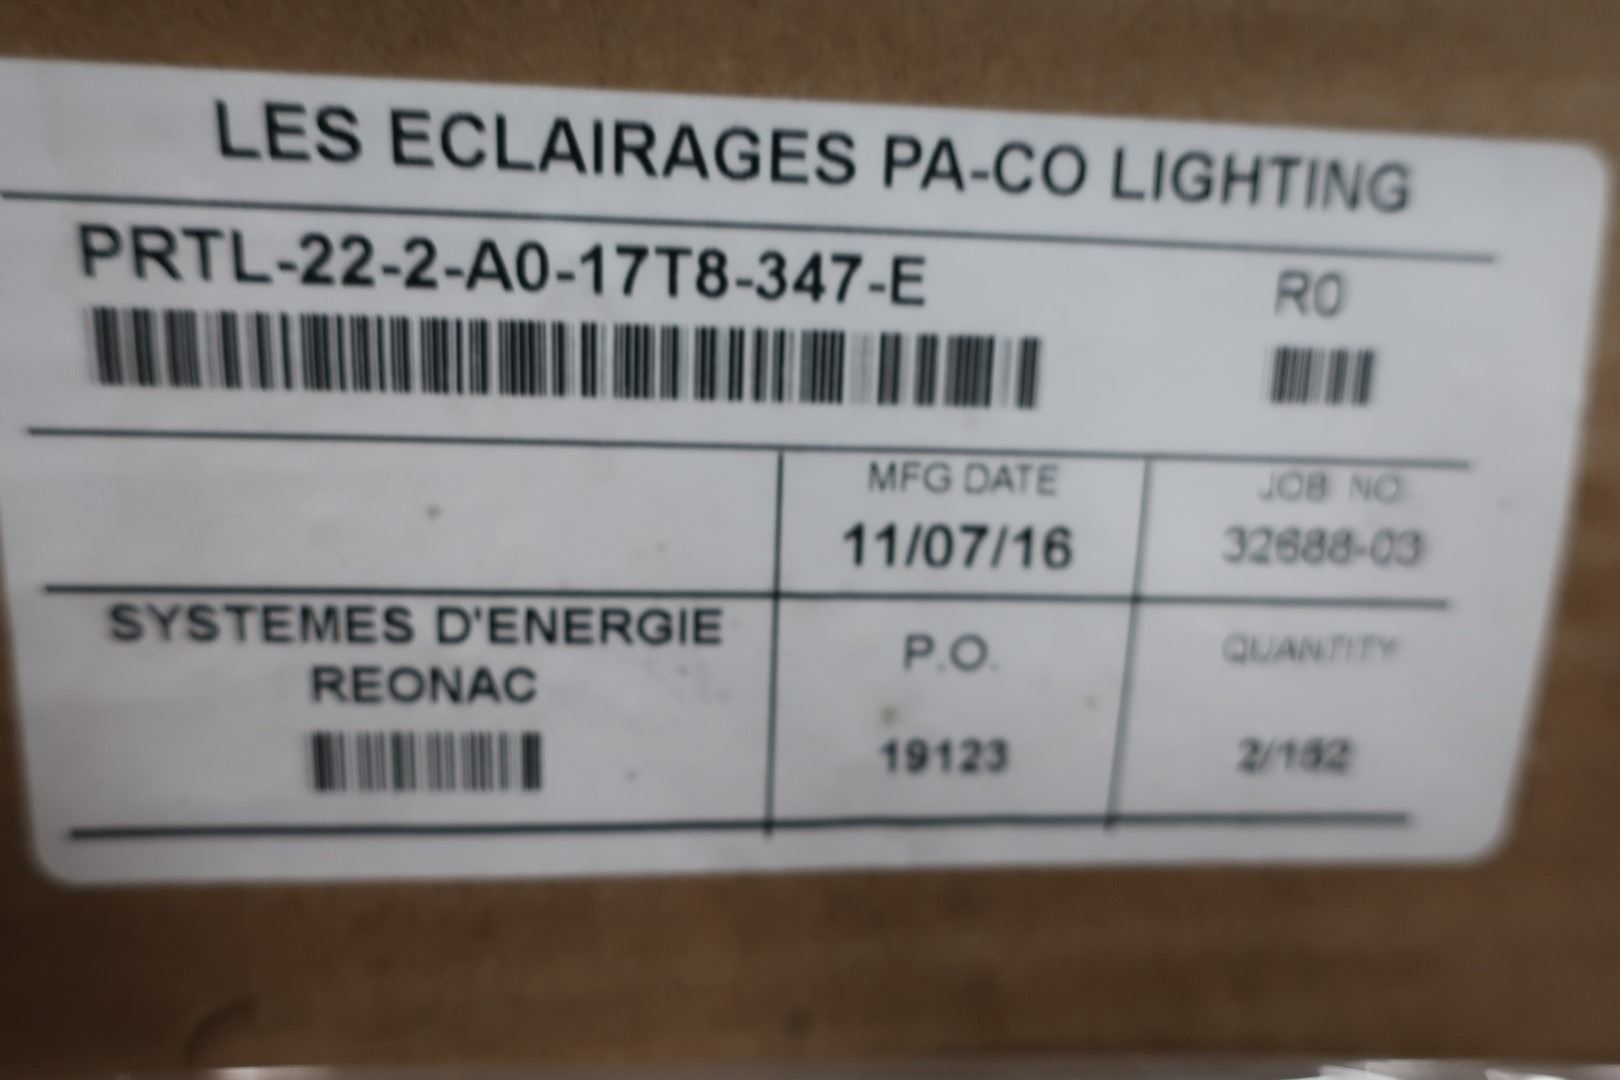 LES ECLAIRAGES PA-CO LIGHTING
PRTL-22-2-A0-17T8-347-E
R0
MFG DATE
JOB NO.
11/07/16
32688-03
SYSTEMES D'ENERGIE
REONAC
P.O.
QUANTITY
19123